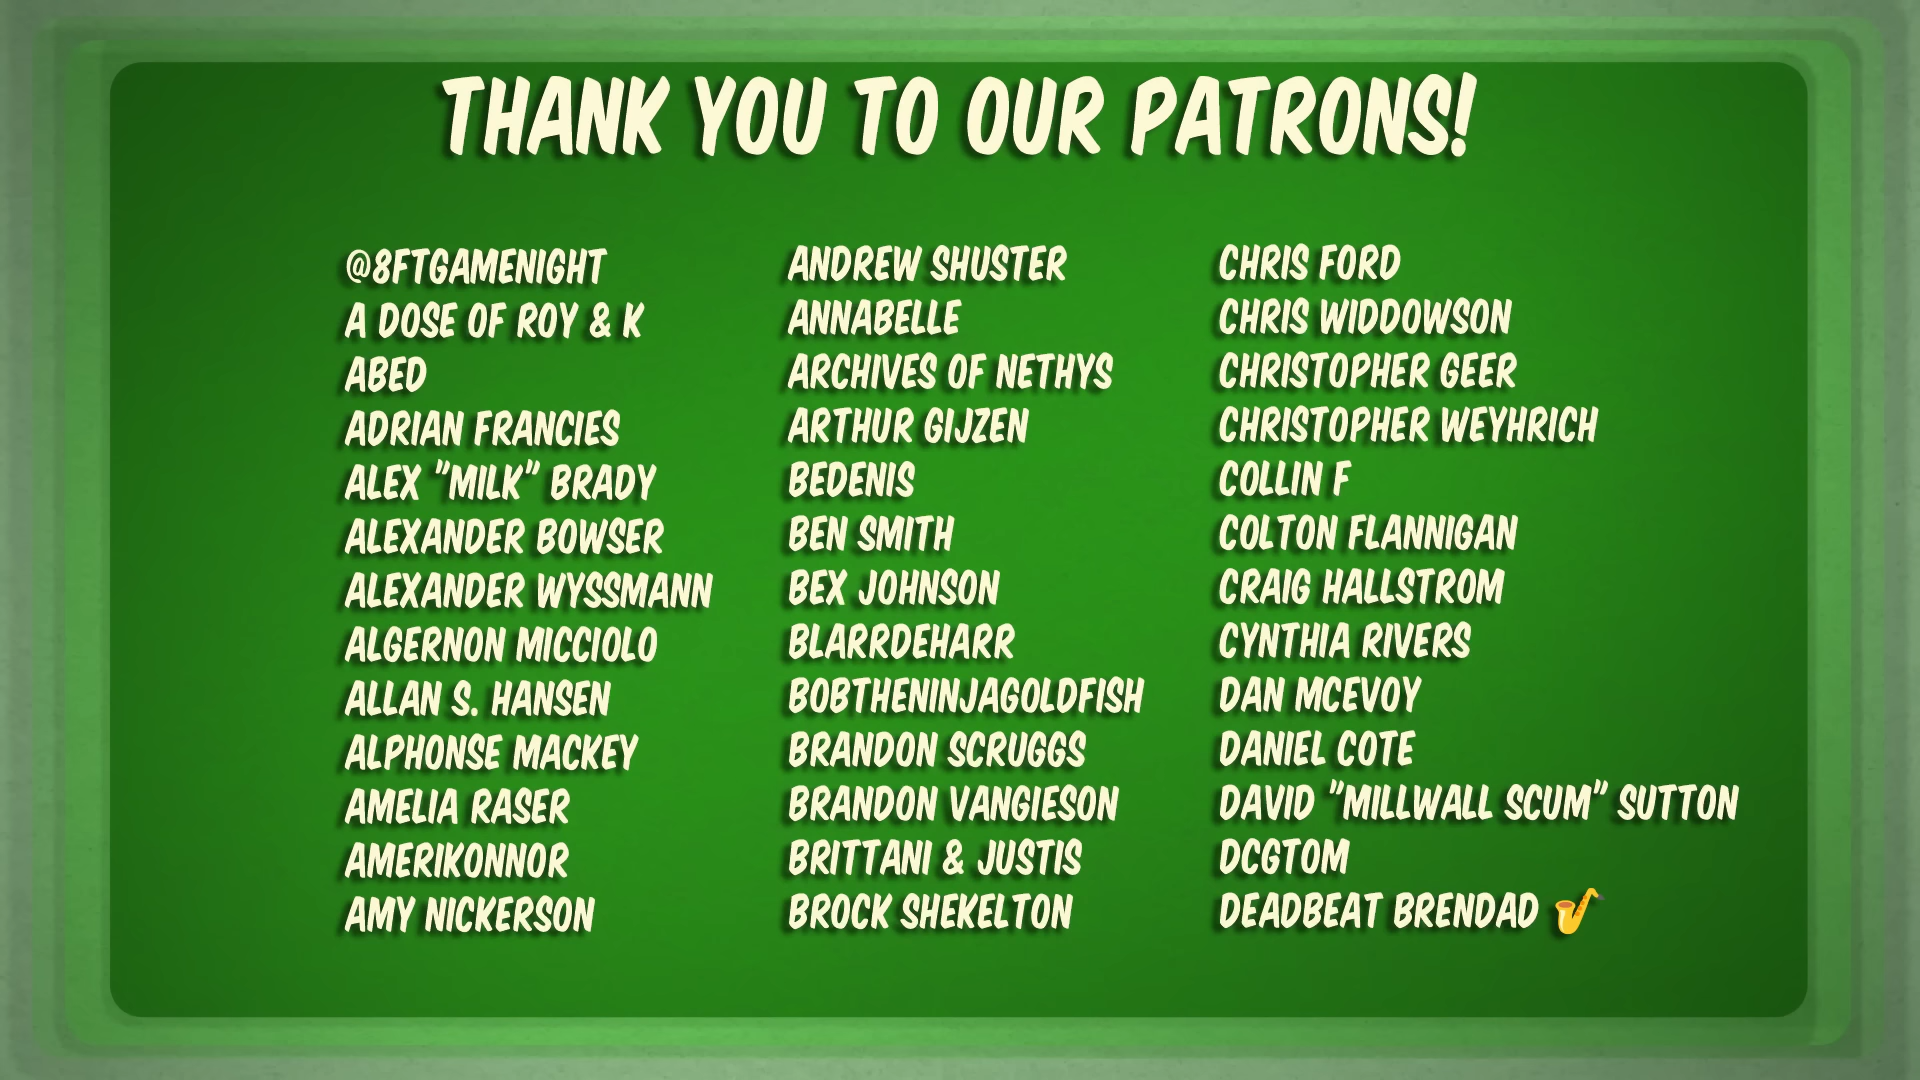 THANK YOU TO OUR PATRONS!
@8FTGAMENIGHT
A DOSE OF ROY & K
ABED
ADRIAN FRANCIES
ALEX "MILK" BRADY
ALEXANDER BOWSER
ALEXANDER WYSSMANN
ALGERNON MICCIOLO
ALLAN S. HANSEN
ALPHONSE MACKEY
AMELIA RASER
AMERIKONNOR
AMY NICKERSON
ANDREW SHUSTER
ANNABELLE
ARCHIVES OF NETHYS
ARTHUR GIJZEN
BEDENIS
BEN SMITH
BEX JOHNSON
BLARRDEHARR
BOBTHENINJAGOLDFISH
BRANDON SCRUGGS
BRANDON VANGIESON
BRITTANI & JUSTIS
BROCK SHEKELTON
CHRIS FORD
CHRIS WIDDOWSON
CHRISTOPHER GEER
CHRISTOPHER WEYHRICH
COLLIN F
COLTON FLANNIGAN
CRAIG HALLSTROM
CYNTHIA RIVERS
DAN MCEVOY
DANIEL COTE
DAVID "MILLWALL SCUM" SUTTON
DCGTOM
DEADBEAT BRENDAD 🎷